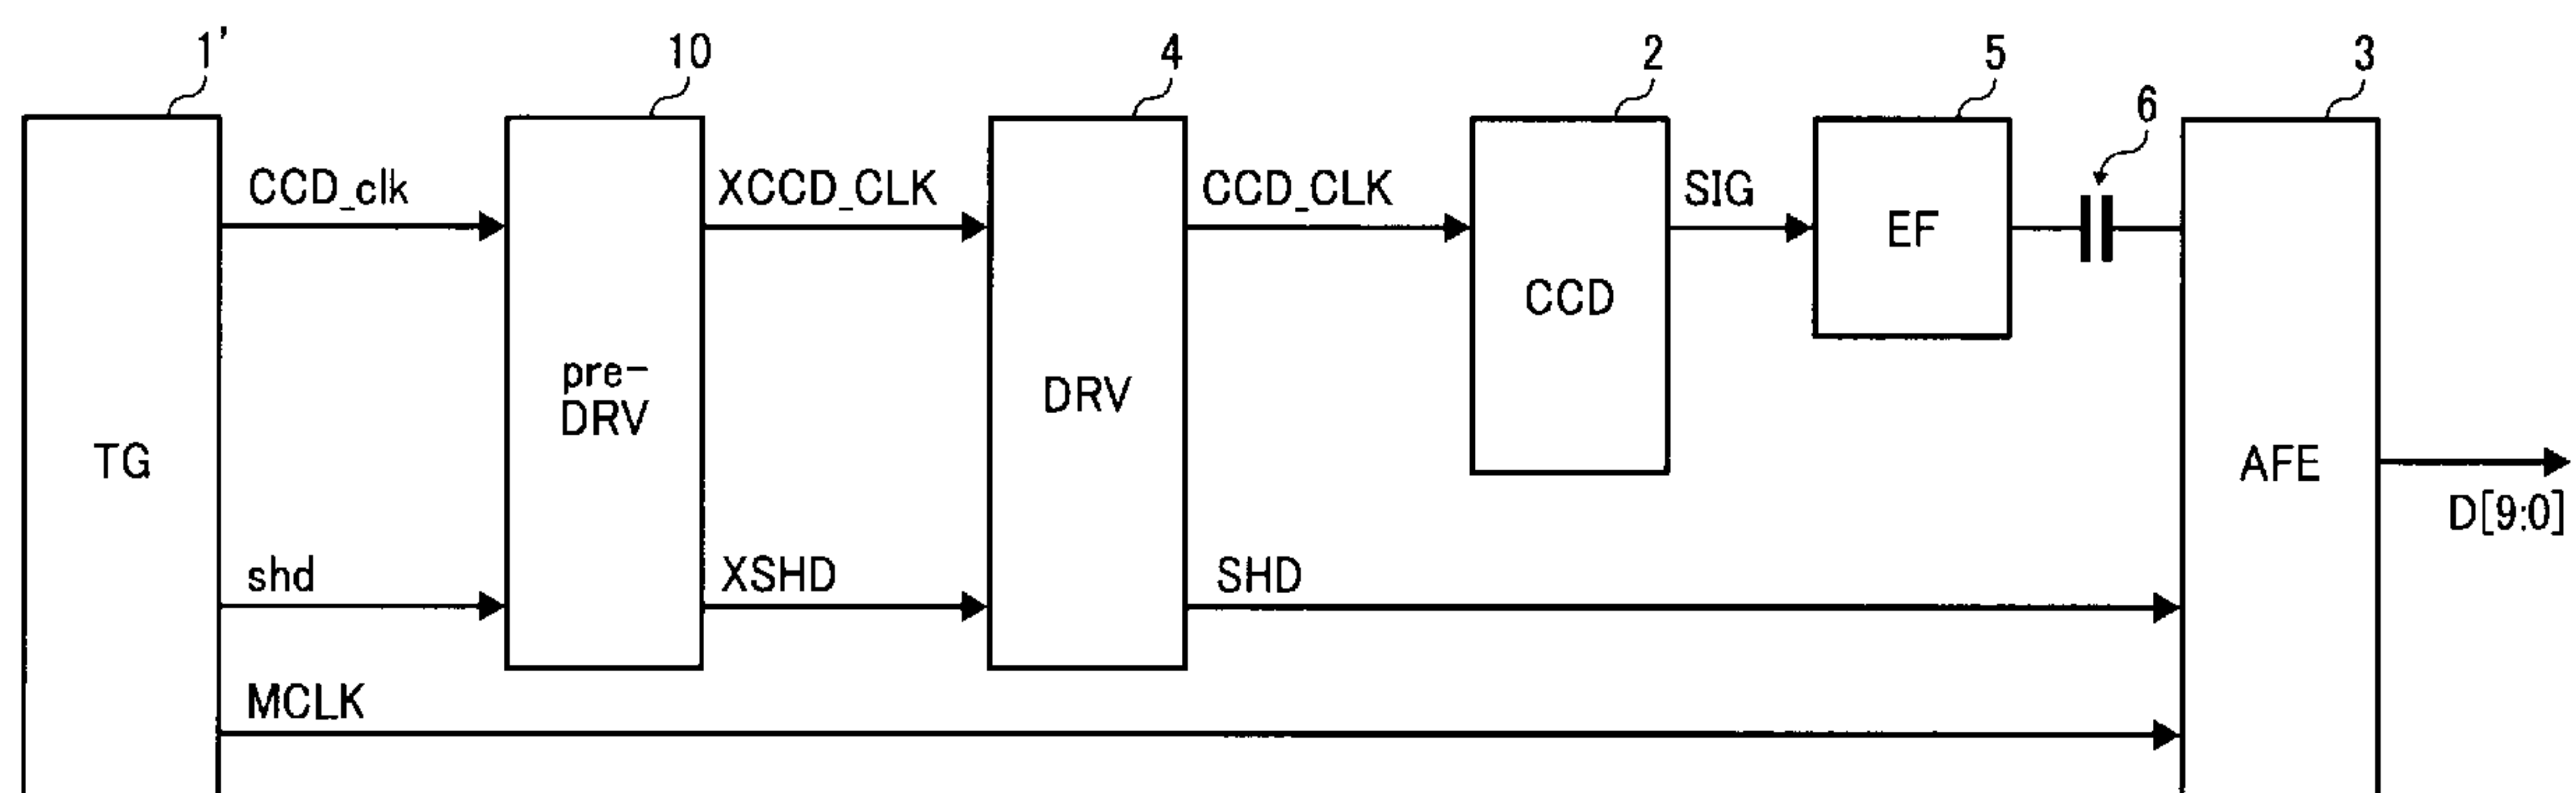 1' 10 4 2 5 6 3
CCD_clk XCCD_CLK CCD_CLK SIG
EF
CCD
pre-
DRV
DRV
TG
AFE
D[9:0]
shd XSHD SHD
MCLK